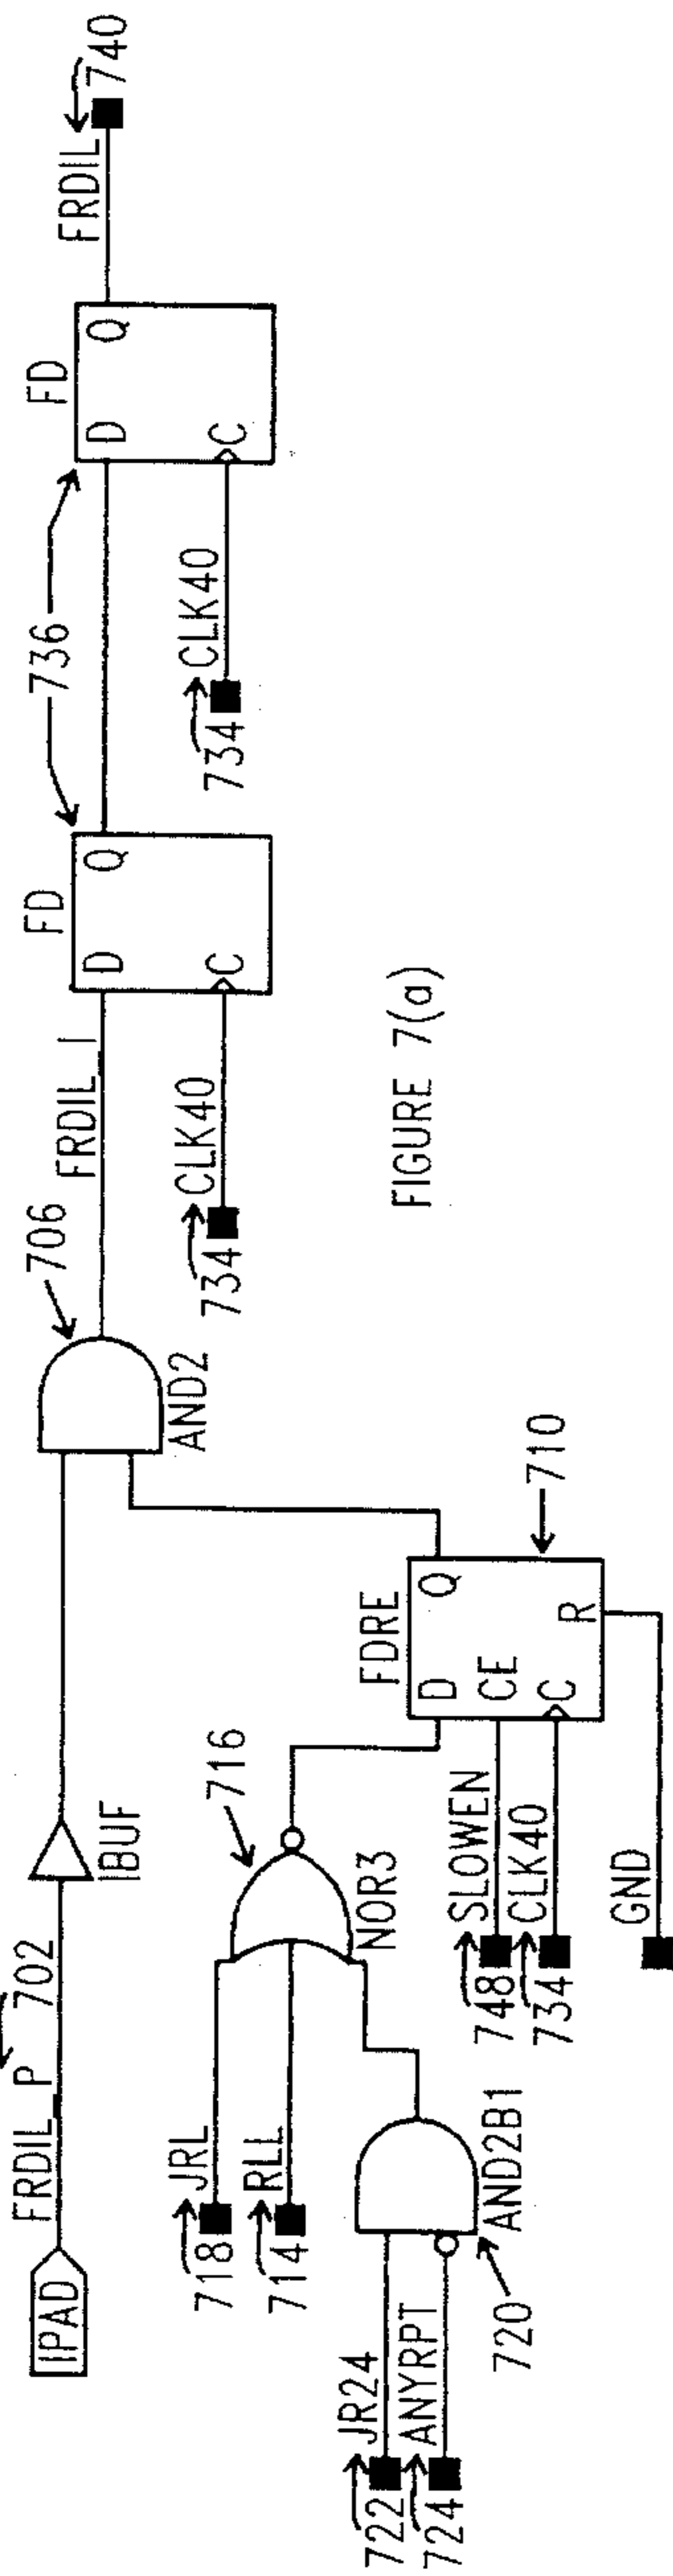 IPAD
FRDIL_P
702
IBUF
AND2
706
FRDIL_I
FD
D
Q
C
CLK40
734
736
FD
D
Q
C
CLK40
734
FRDIL
740
JRL
718
RLL
714
NOR3
716
JR24
722
ANYRPT
724
AND2B1
720
FDRE
D
Q
CE
C
R
710
SLOWEN
748
CLK40
734
GND
FIGURE 7(a)